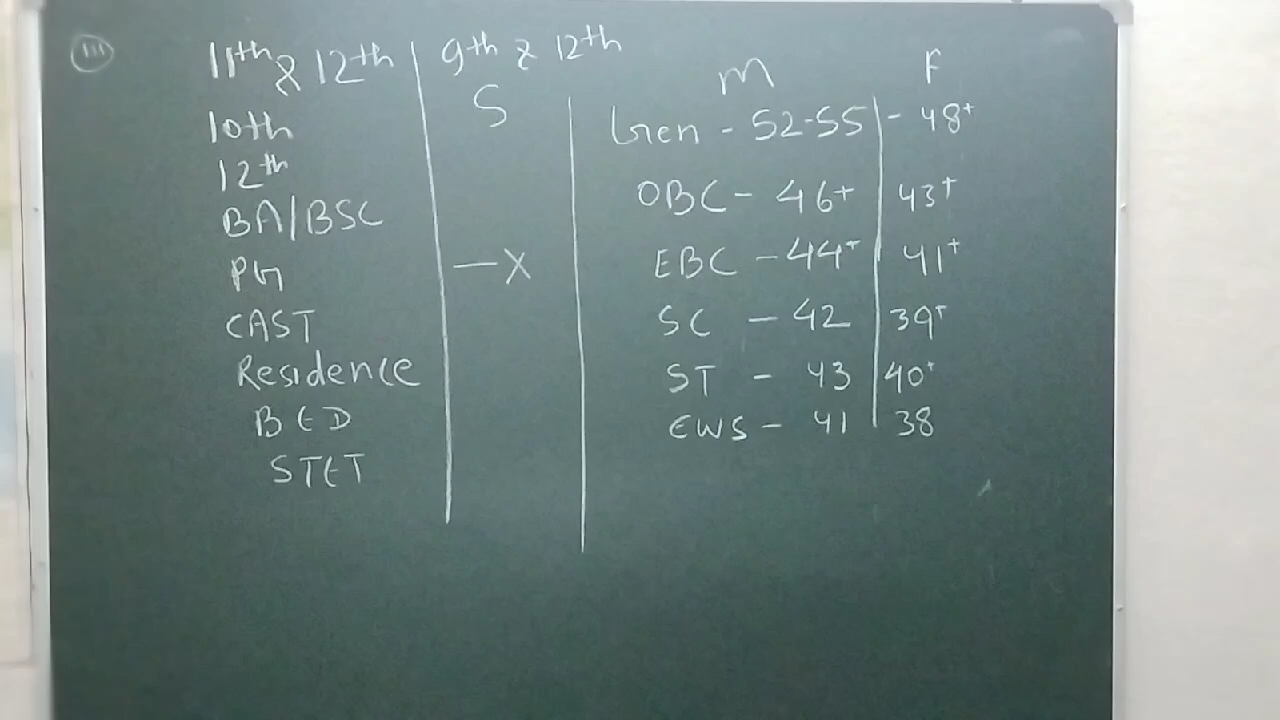 III
11th & 12th
10th
12th
BA/BSC
PG
CAST
Residence
BED
STET
9th & 12th
S
— X
M F
Gen - 52-55 - 48+
OBC - 46+ 43+
EBC - 44+ 41+
SC - 42 39+
ST - 43 40+
EWS - 41 38